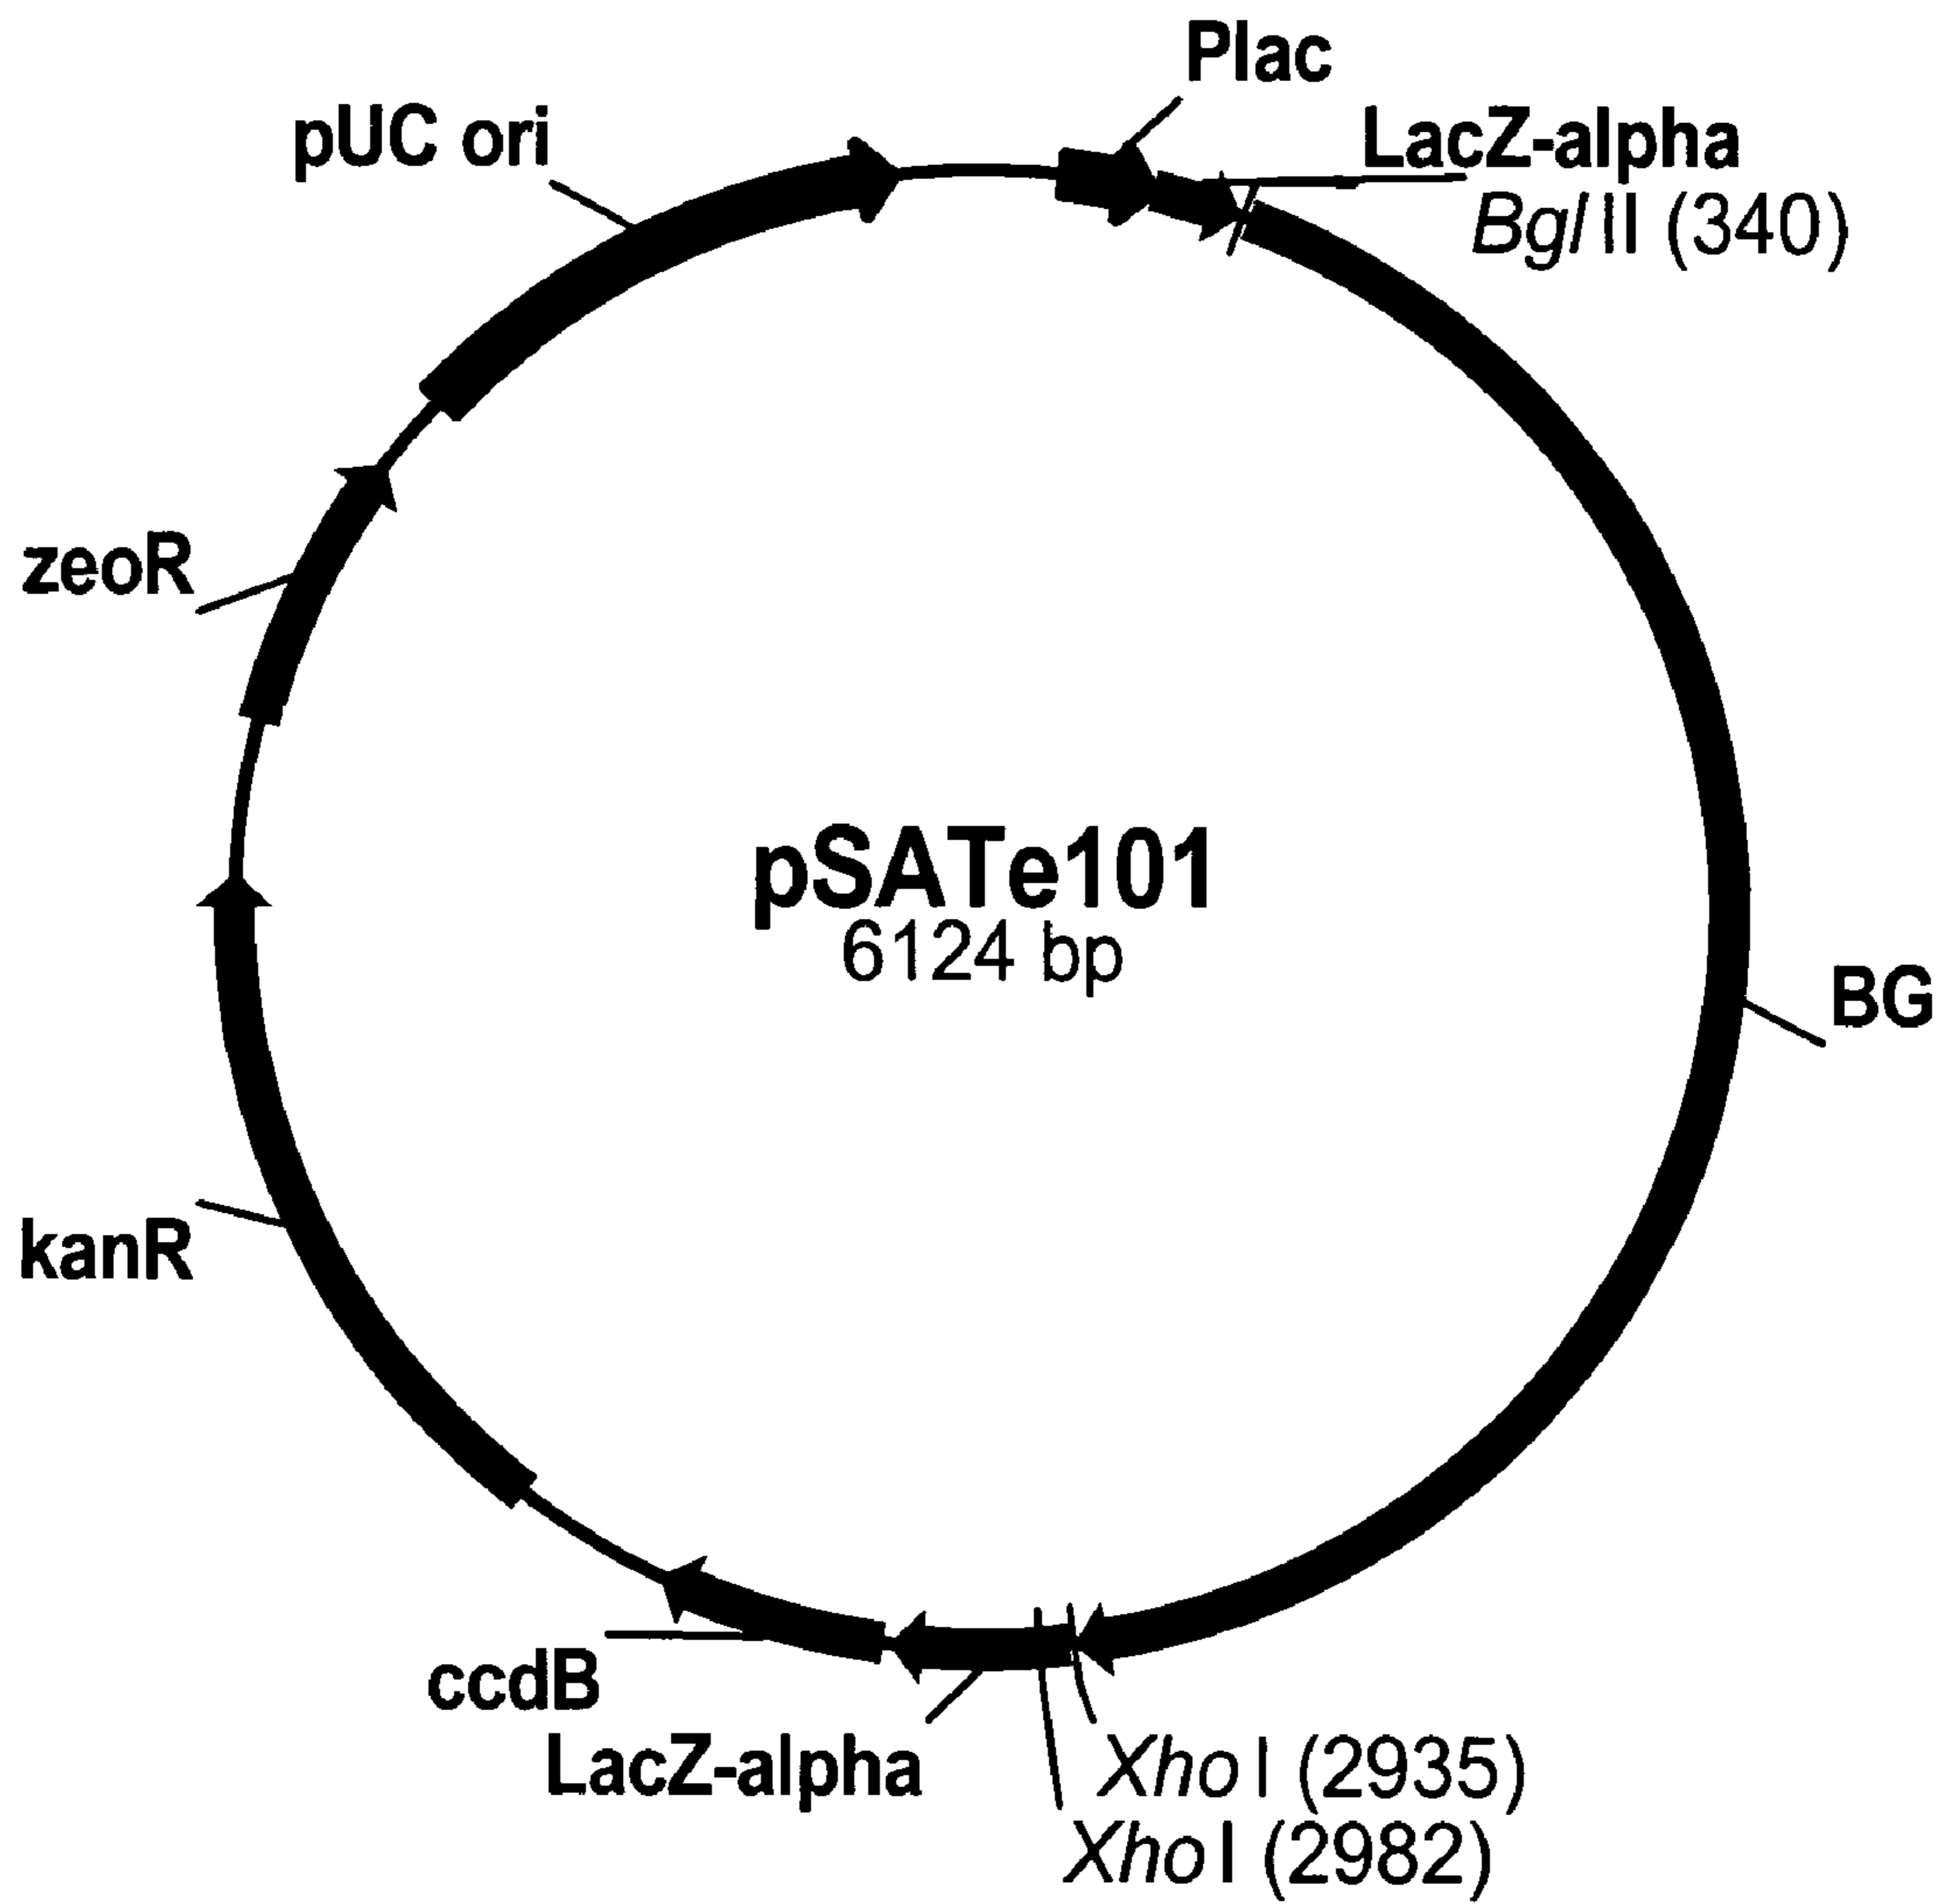 Plac
pUC ori
LacZ-alpha
BglII (340)
zeoR
pSATe101
6124 bp
BG
kanR
ccdB
LacZ-alpha
XhoI (2935)
XhoI (2982)